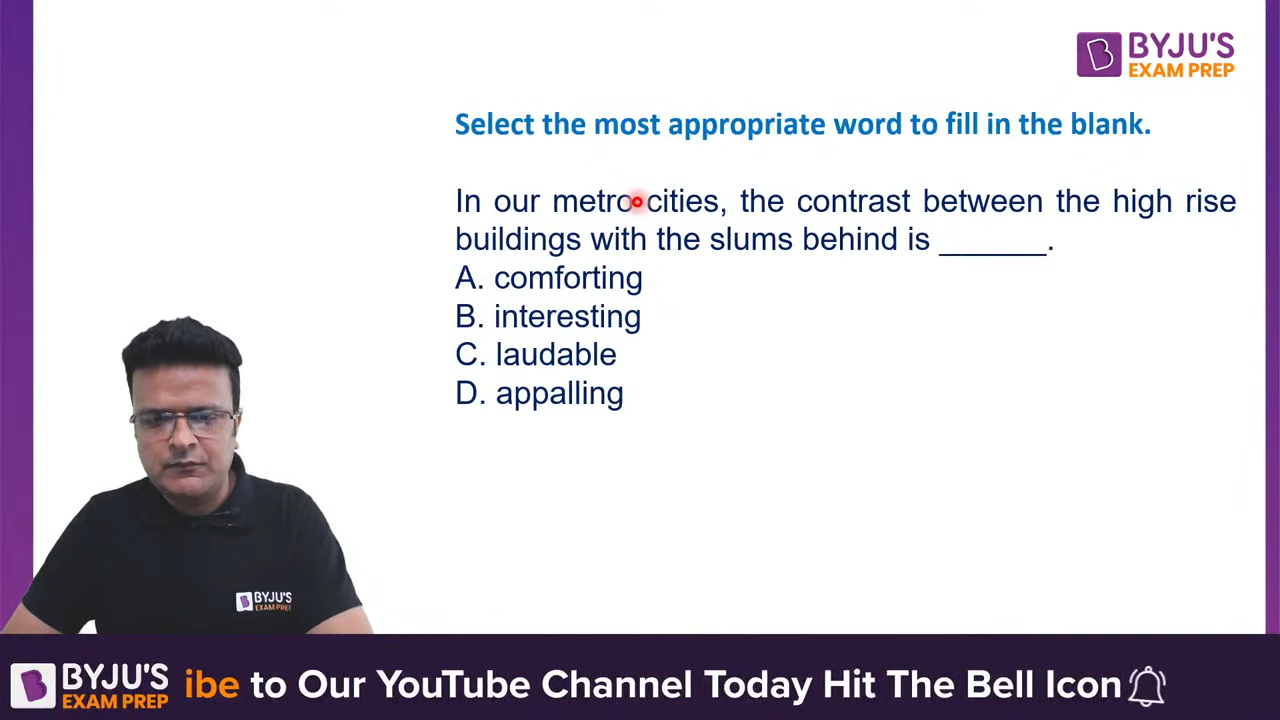 BYJU'S
EXAM PREP
Select the most appropriate word to fill in the blank.
In our metro cities, the contrast between the high rise
buildings with the slums behind is ______.
A. comforting
B. interesting
C. laudable
D. appalling
BYJU'S
EXAM PREP
BYJU'S
EXAM PREP
ibe to Our YouTube Channel Today Hit The Bell Icon